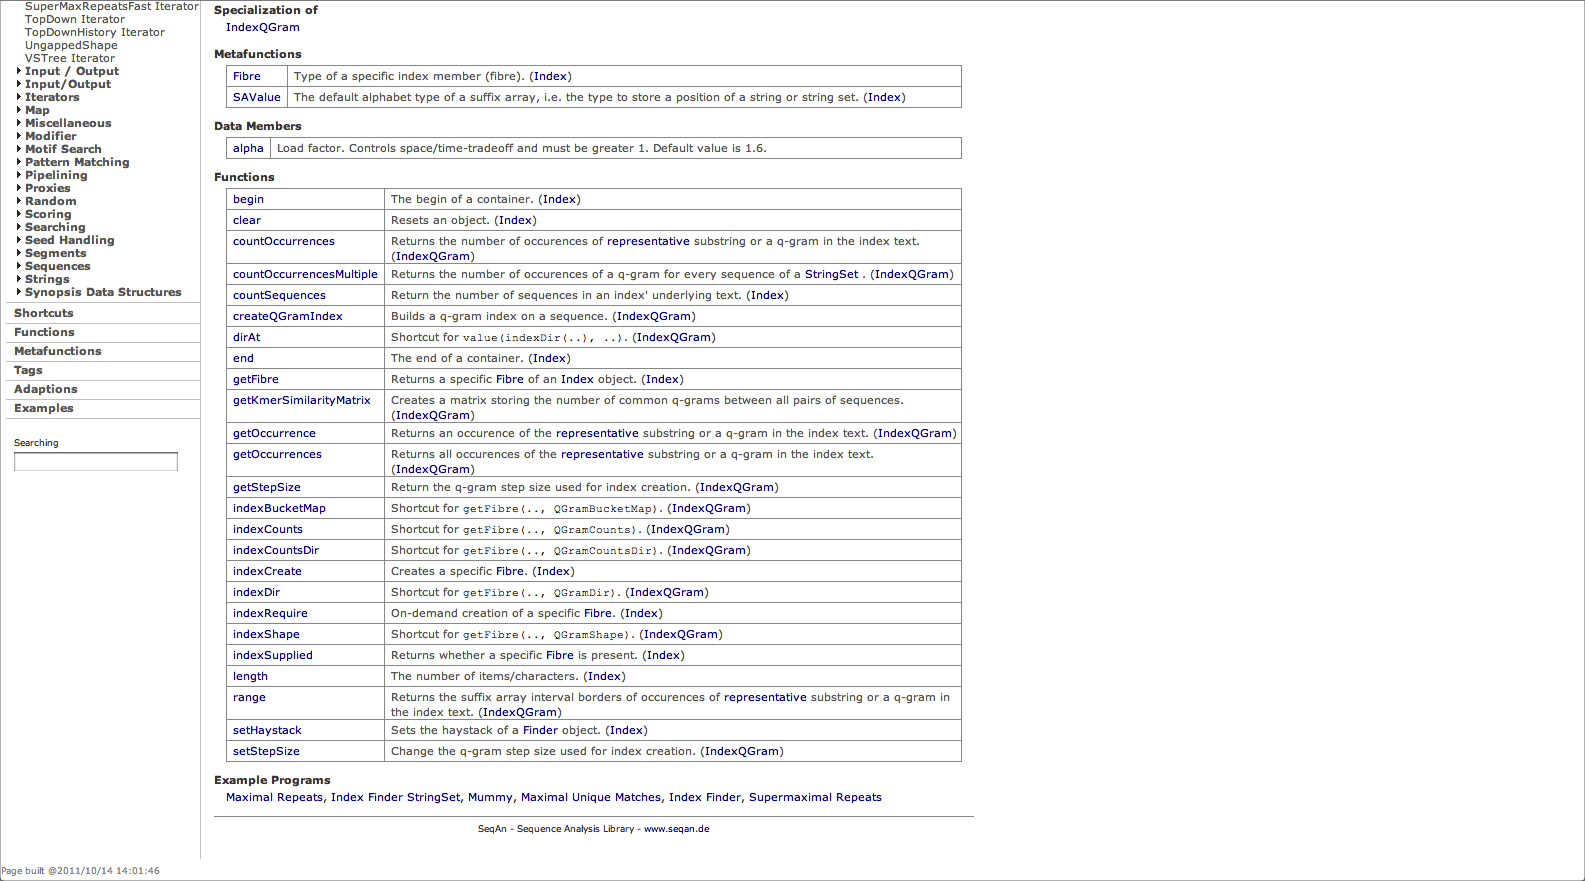 SuperMaxRepeatsFast Iterator
TopDown Iterator
TopDownHistory Iterator
UngappedShape
VSTree Iterator
Input / Output
Input/Output
Iterators
Map
Miscellaneous
Modifier
Motif Search
Pattern Matching
Pipelining
Proxies
Random
Scoring
Searching
Seed Handling
Segments
Sequences
Strings
Synopsis Data Structures
Shortcuts
Functions
Metafunctions
Tags
Adaptions
Examples
Searching
Specialization of
IndexQGram
Metafunctions
Fibre Type of a specific index member (fibre). (Index)
SAValue The default alphabet type of a suffix array, i.e. the type to store a position of a string or string set. (Index)
Data Members
alpha Load factor. Controls space/time-tradeoff and must be greater 1. Default value is 1.6.
Functions
begin The begin of a container. (Index)
clear Resets an object. (Index)
countOccurrences Returns the number of occurences of representative substring or a q-gram in the index text.
(IndexQGram)
countOccurrencesMultiple Returns the number of occurences of a q-gram for every sequence of a StringSet . (IndexQGram)
countSequences Return the number of sequences in an index' underlying text. (Index)
createQGramIndex Builds a q-gram index on a sequence. (IndexQGram)
dirAt Shortcut for value(indexDir(..), ..). (IndexQGram)
end The end of a container. (Index)
getFibre Returns a specific Fibre of an Index object. (Index)
getKmerSimilarityMatrix Creates a matrix storing the number of common q-grams between all pairs of sequences.
(IndexQGram)
getOccurrence Returns an occurence of the representative substring or a q-gram in the index text. (IndexQGram)
getOccurrences Returns all occurences of the representative substring or a q-gram in the index text.
(IndexQGram)
getStepSize Return the q-gram step size used for index creation. (IndexQGram)
indexBucketMap Shortcut for getFibre(.., QGramBucketMap). (IndexQGram)
indexCounts Shortcut for getFibre(.., QGramCounts). (IndexQGram)
indexCountsDir Shortcut for getFibre(.., QGramCountsDir). (IndexQGram)
indexCreate Creates a specific Fibre. (Index)
indexDir Shortcut for getFibre(.., QGramDir). (IndexQGram)
indexRequire On-demand creation of a specific Fibre. (Index)
indexShape Shortcut for getFibre(.., QGramShape). (IndexQGram)
indexSupplied Returns whether a specific Fibre is present. (Index)
length The number of items/characters. (Index)
range Returns the suffix array interval borders of occurences of representative substring or a q-gram in
the index text. (IndexQGram)
setHaystack Sets the haystack of a Finder object. (Index)
setStepSize Change the q-gram step size used for index creation. (IndexQGram)
Example Programs
Maximal Repeats, Index Finder StringSet, Mummy, Maximal Unique Matches, Index Finder, Supermaximal Repeats
SeqAn - Sequence Analysis Library - www.seqan.de
Page built @2011/10/14 14:01:46